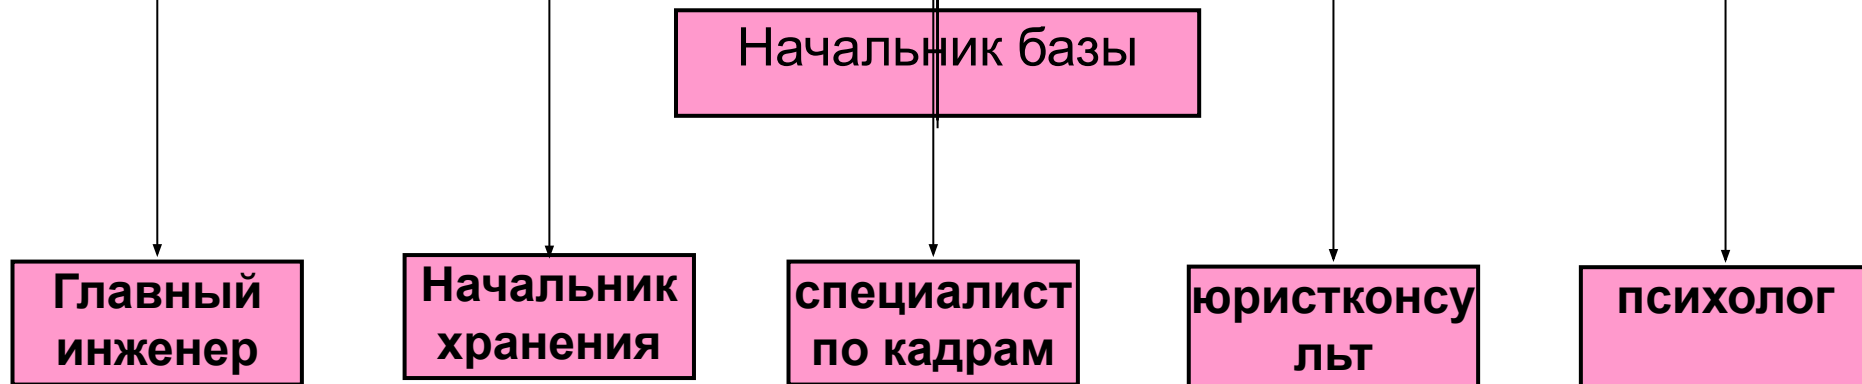 Начальник базы
Главный
инженер
Начальник
хранения
специалист
по кадрам
юристконсу
льт
психолог